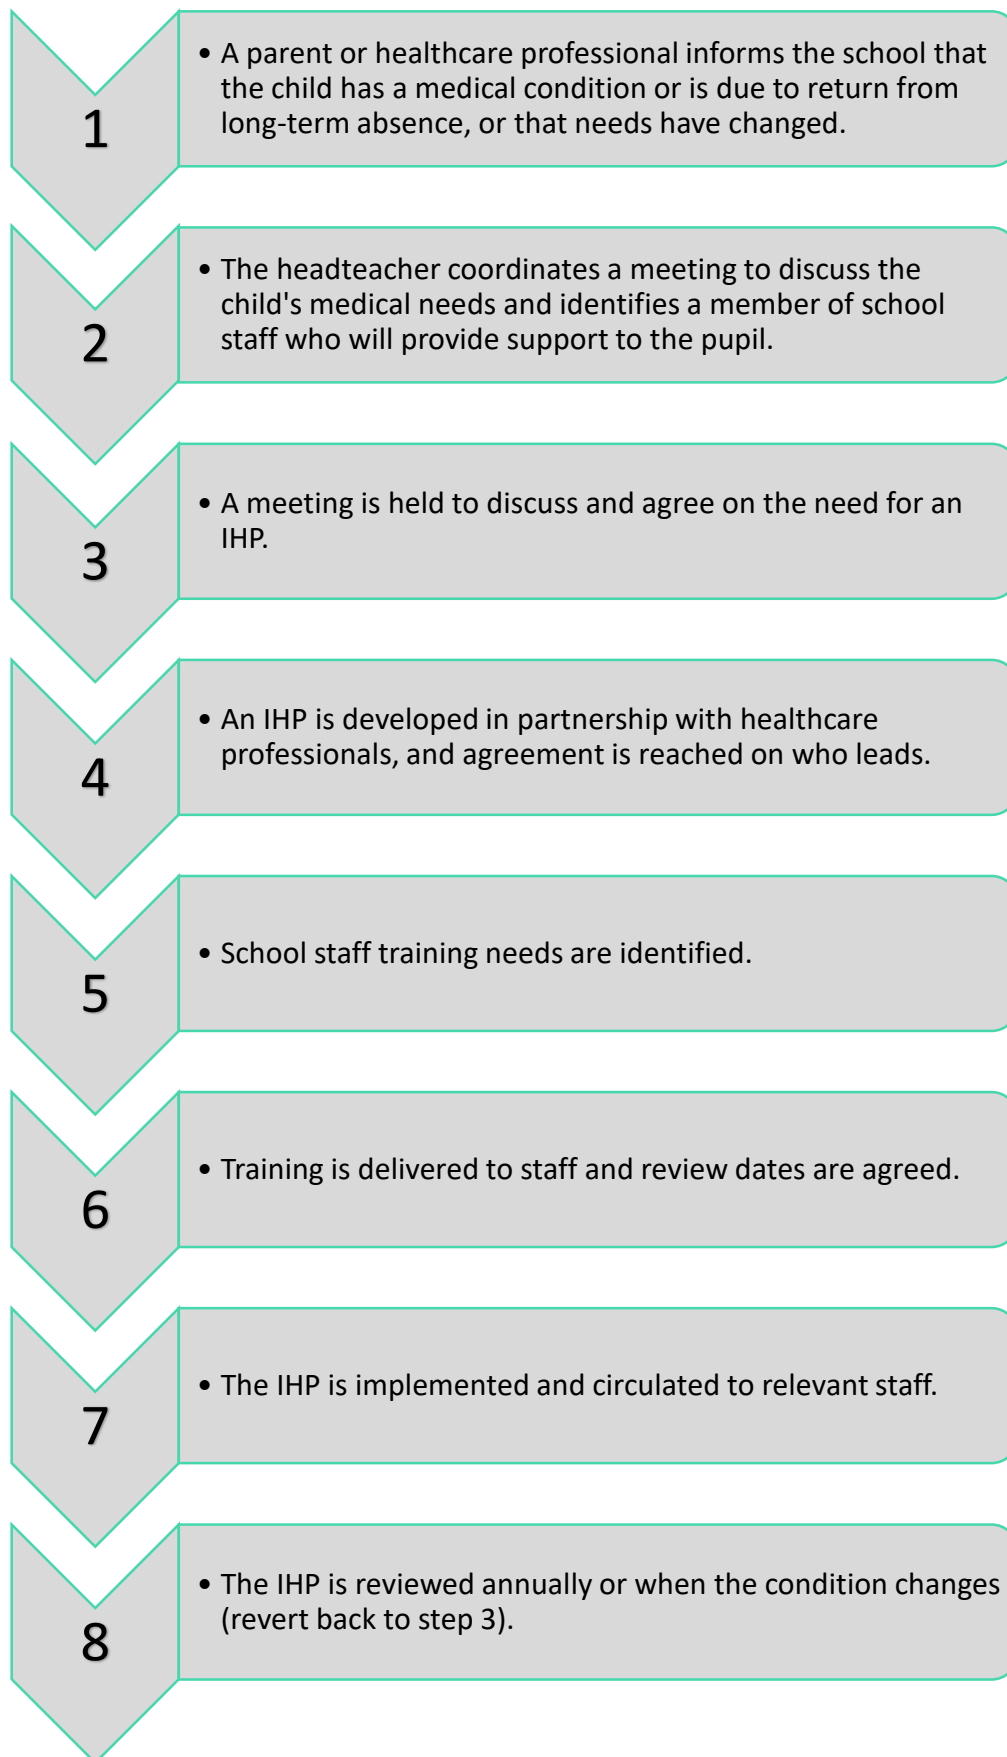 1
• A parent or healthcare professional informs the school that
the child has a medical condition or is due to return from
long-term absence, or that needs have changed.
2
• The headteacher coordinates a meeting to discuss the
child's medical needs and identifies a member of school
staff who will provide support to the pupil.
3
• A meeting is held to discuss and agree on the need for an
IHP.
4
• An IHP is developed in partnership with healthcare
professionals, and agreement is reached on who leads.
5
• School staff training needs are identified.
6
• Training is delivered to staff and review dates are agreed.
7
• The IHP is implemented and circulated to relevant staff.
8
• The IHP is reviewed annually or when the condition changes
(revert back to step 3).